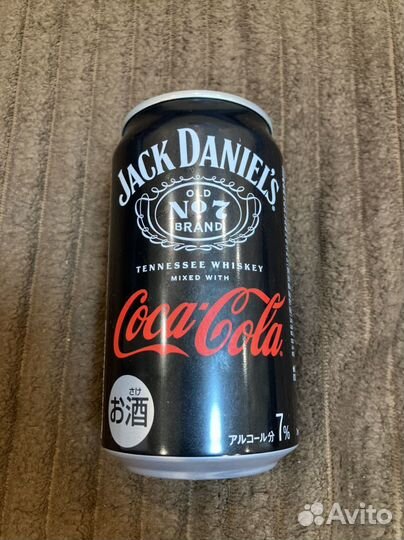 JACK DANIEL'S
OLD
No 7
BRAND
TENNESSEE WHISKEY
MIXED WITH
Coca-Cola
さけ
お酒
アルコール分 7%
Avito